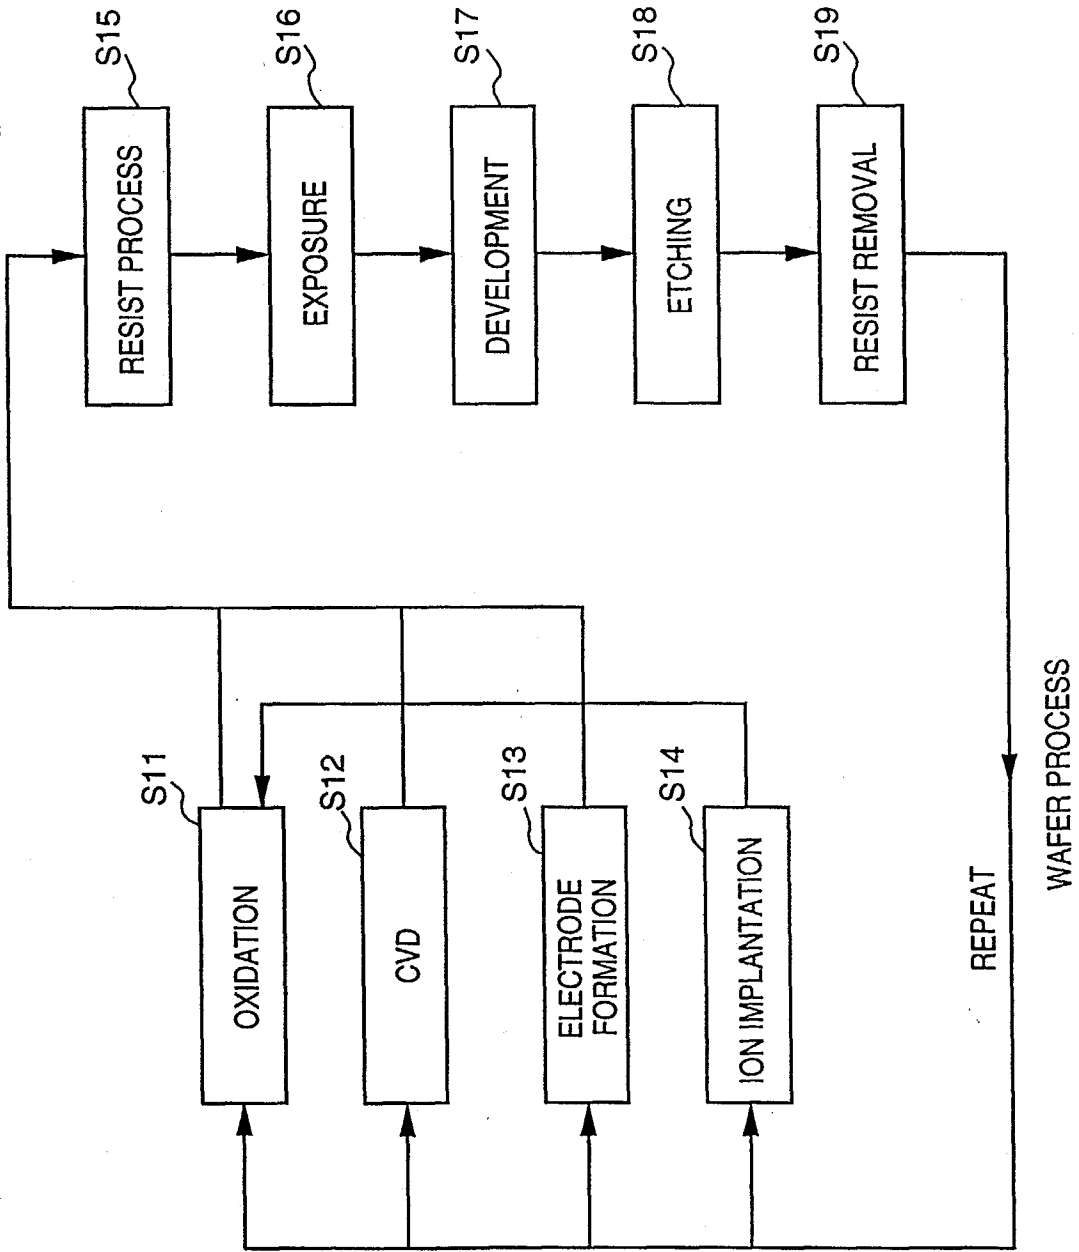 S11
OXIDATION
S12
CVD
S13
ELECTRODE
FORMATION
S14
ION IMPLANTATION
S15
RESIST PROCESS
S16
EXPOSURE
S17
DEVELOPMENT
S18
ETCHING
S19
RESIST REMOVAL
REPEAT
WAFER PROCESS